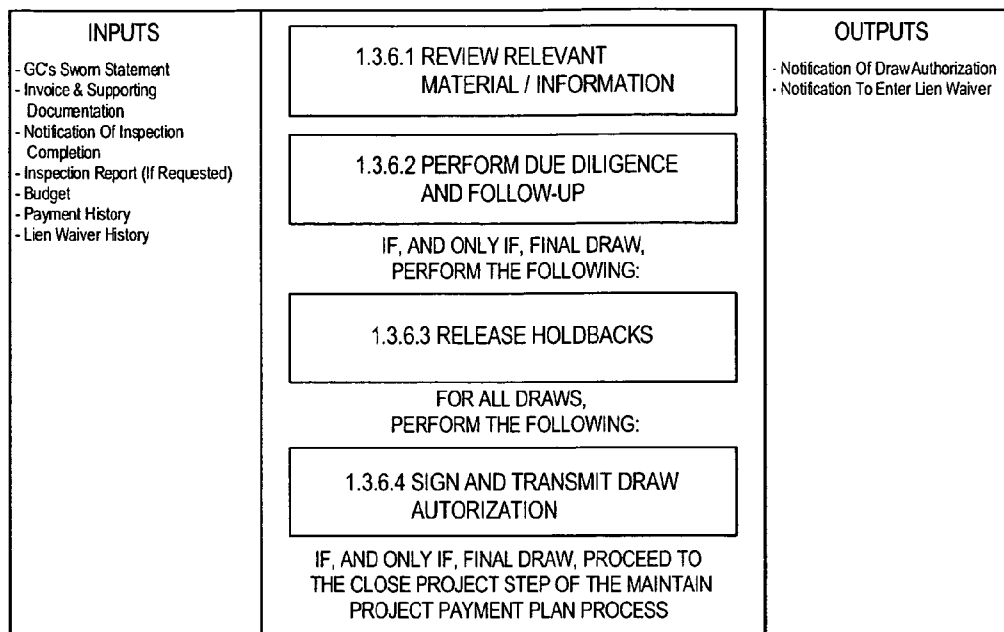 INPUTS
- GC's Sworn Statement
- Invoice & Supporting
Documentation
- Notification Of Inspection
Completion
- Inspection Report (If Requested)
- Budget
- Payment History
- Lien Waiver History
1.3.6.1 REVIEW RELEVANT
MATERIAL / INFORMATION
1.3.6.2 PERFORM DUE DILIGENCE
AND FOLLOW-UP
IF, AND ONLY IF, FINAL DRAW,
PERFORM THE FOLLOWING:
1.3.6.3 RELEASE HOLDBACKS
FOR ALL DRAWS,
PERFORM THE FOLLOWING:
1.3.6.4 SIGN AND TRANSMIT DRAW
AUTORIZATION
IF, AND ONLY IF, FINAL DRAW, PROCEED TO
THE CLOSE PROJECT STEP OF THE MAINTAIN
PROJECT PAYMENT PLAN PROCESS
OUTPUTS
- Notification Of Draw Authorization
- Notification To Enter Lien Waiver